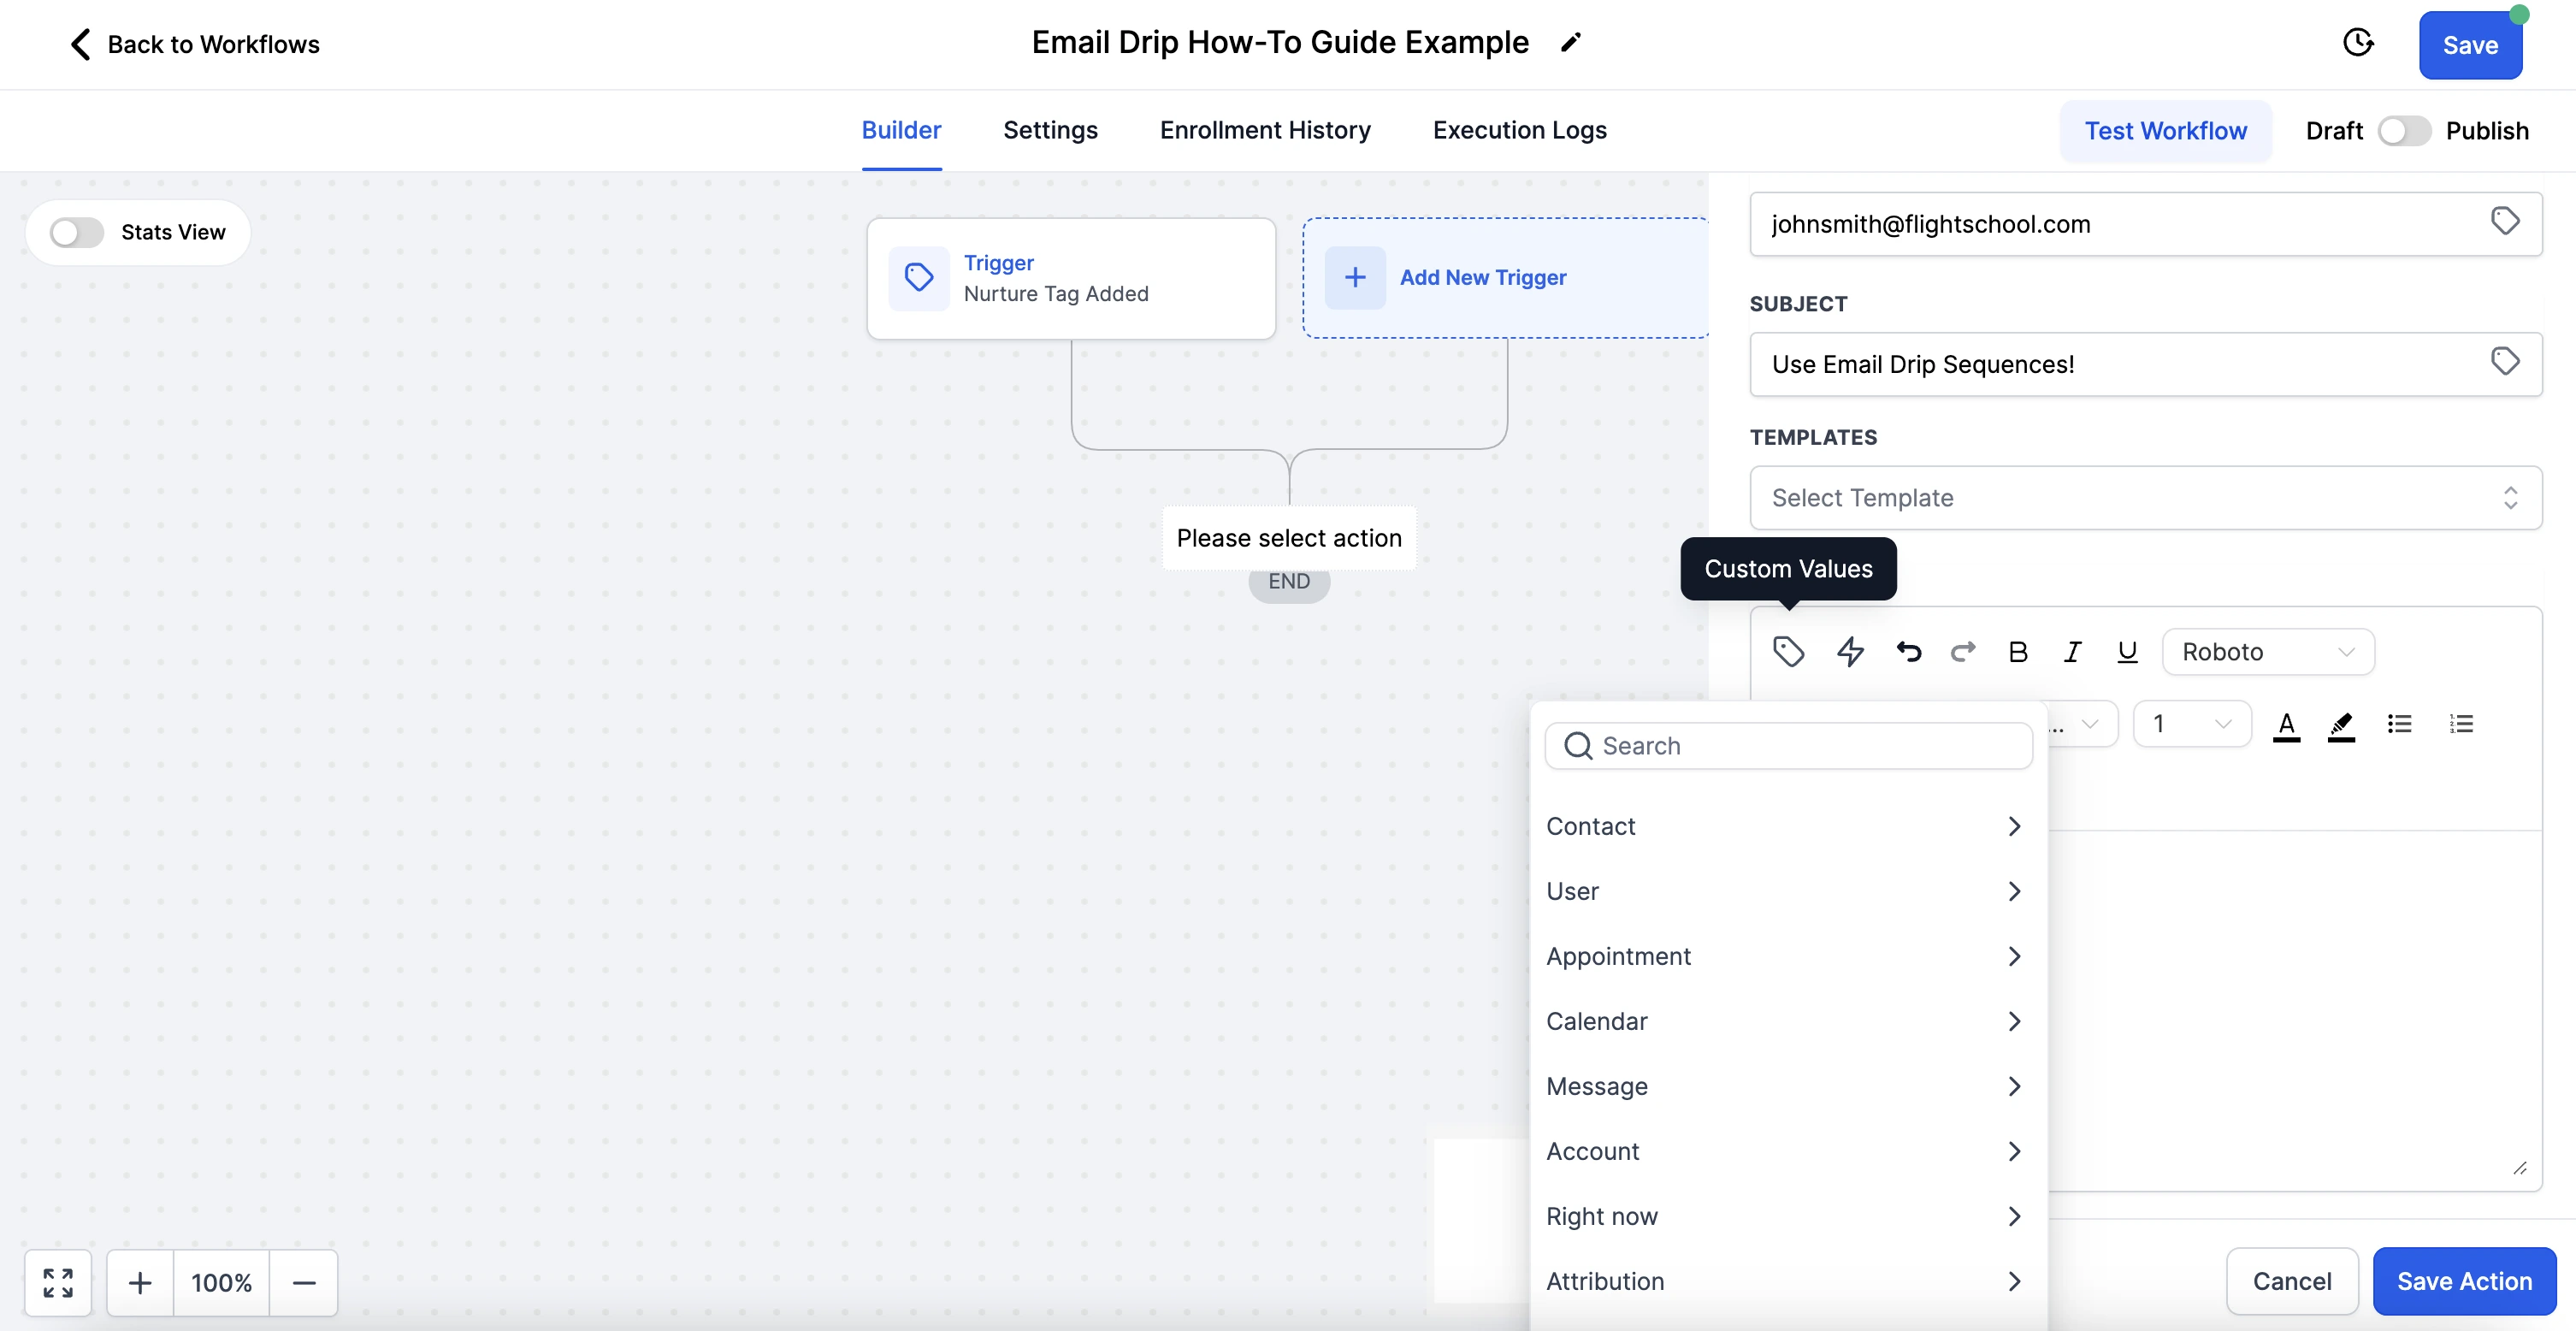 Back to Workflows
Email Drip How-To Guide Example
Save
Builder
Settings
Enrollment History
Execution Logs
Test Workflow
Draft
Publish
Stats View
Trigger
Nurture Tag Added
Add New Trigger
Please select action
END
100%
johnsmith@flightschool.com
SUBJECT
Use Email Drip Sequences!
TEMPLATES
Select Template
Custom Values
B I U Roboto
... 1 A
Search
Contact
User
Appointment
Calendar
Message
Account
Right now
Attribution
Cancel
Save Action